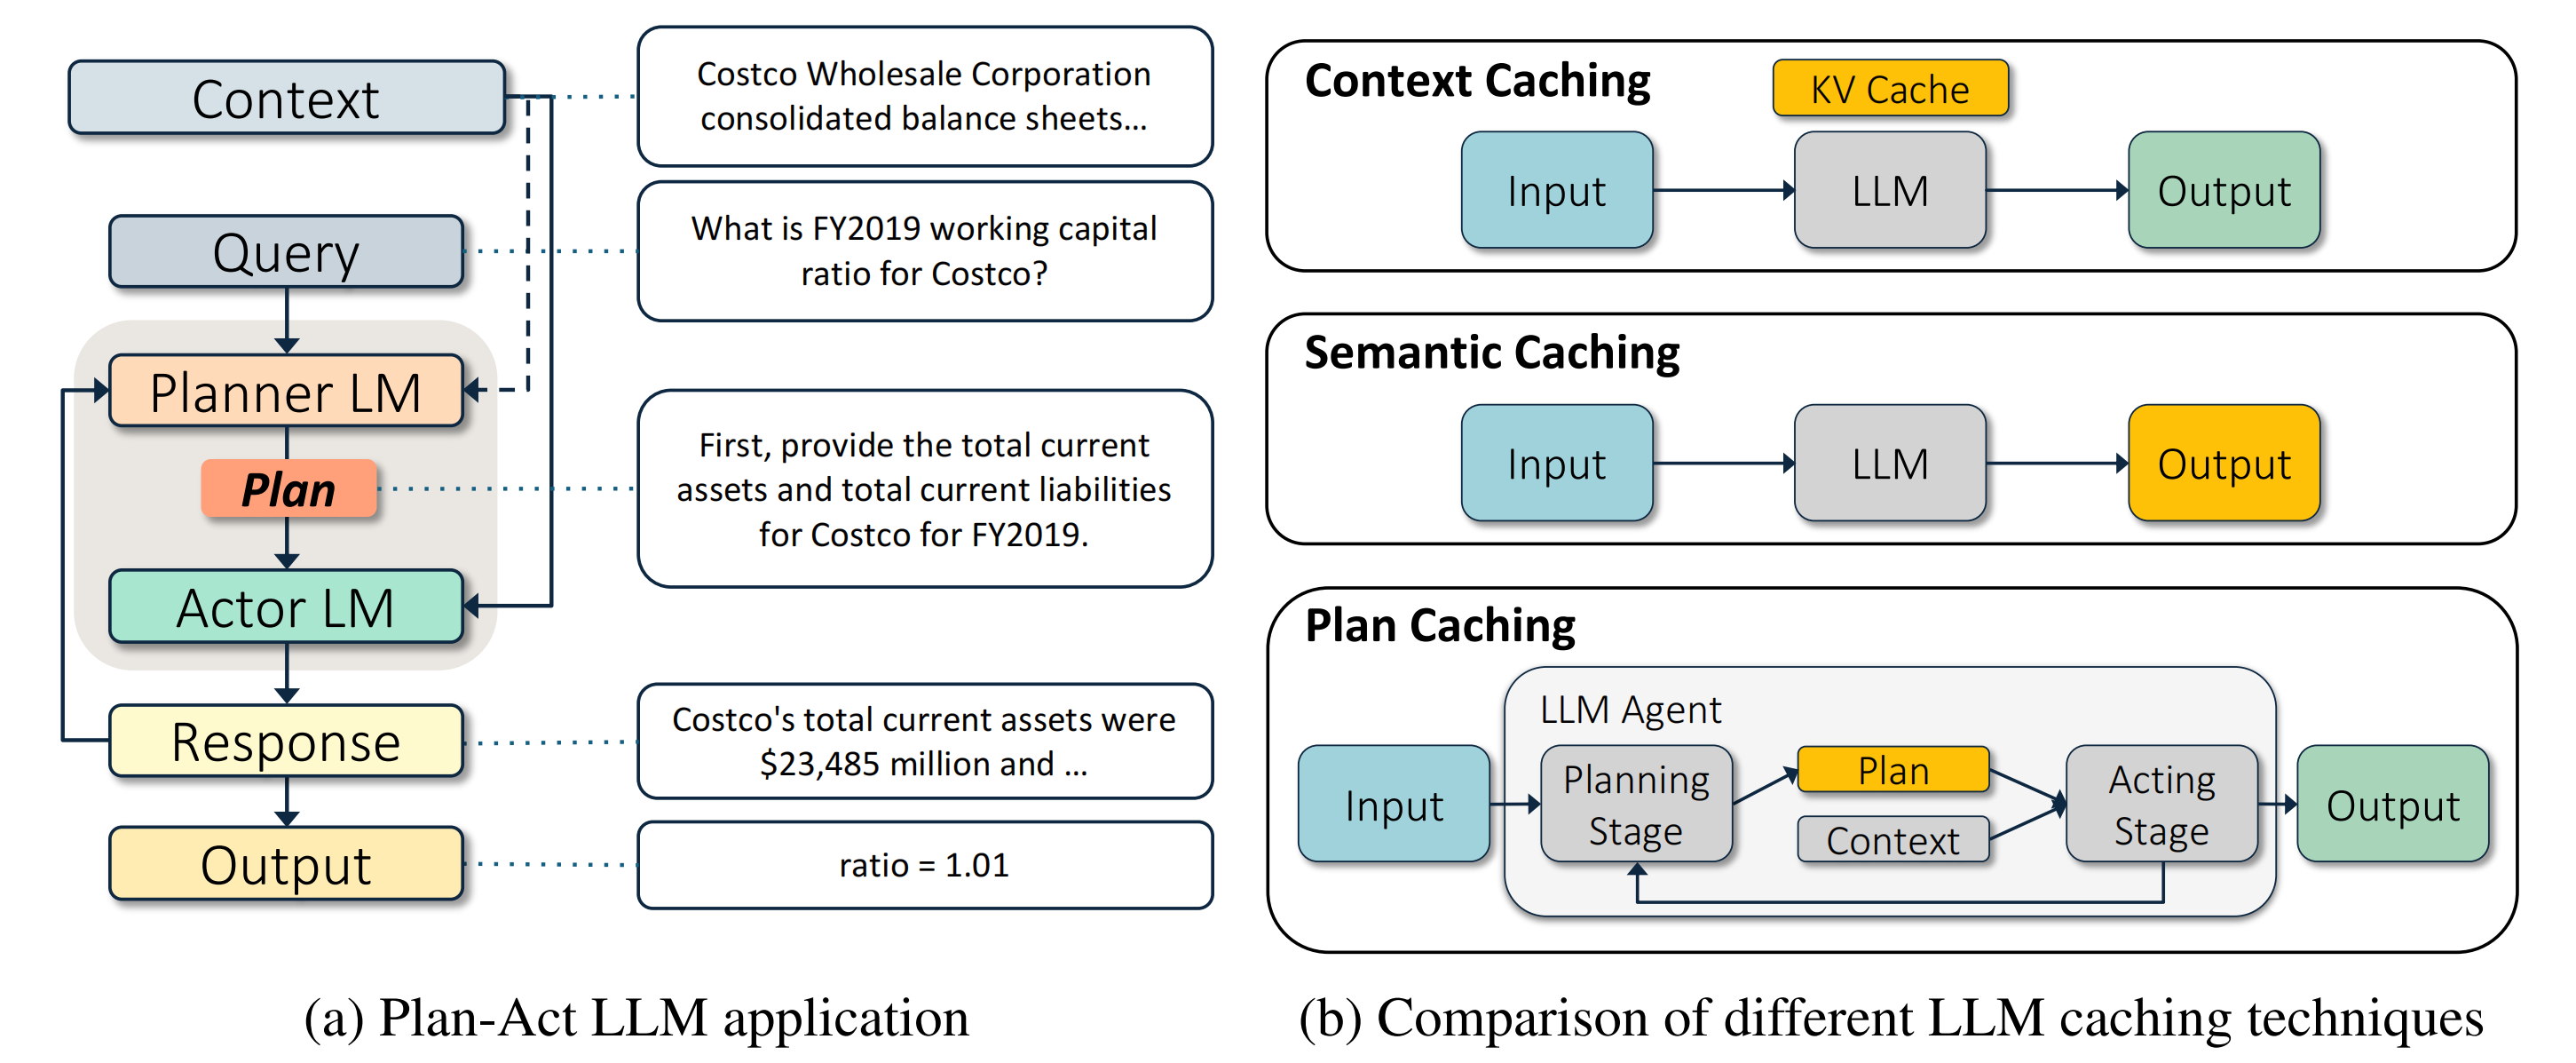 Context
Costco Wholesale Corporation
consolidated balance sheets...
Query
What is FY2019 working capital
ratio for Costco?
Planner LM
Plan
First, provide the total current
assets and total current liabilities
for Costco for FY2019.
Actor LM
Response
Costco's total current assets were
$23,485 million and ...
Output
ratio = 1.01
(a) Plan-Act LLM application
Context Caching
KV Cache
Input
LLM
Output
Semantic Caching
Input
LLM
Output
Plan Caching
LLM Agent
Input
Planning
Stage
Plan
Context
Acting
Stage
Output
(b) Comparison of different LLM caching techniques